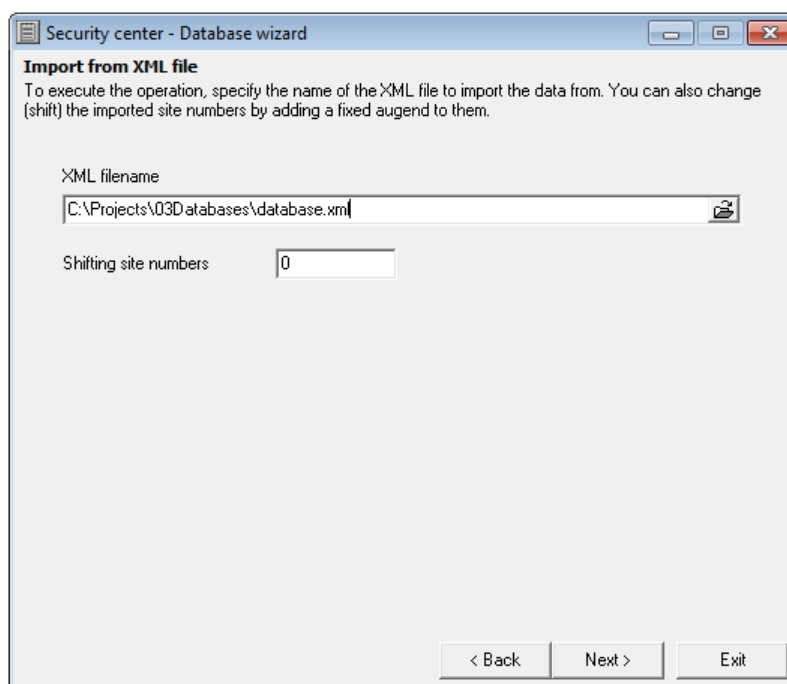 Security center - Database wizard
Import from XML file
To execute the operation, specify the name of the XML file to import the data from. You can also change
(shift) the imported site numbers by adding a fixed augend to them.
XML filename
C:\Projects\03Databases\database.xml
Shifting site numbers
0
< Back
Next >
Exit